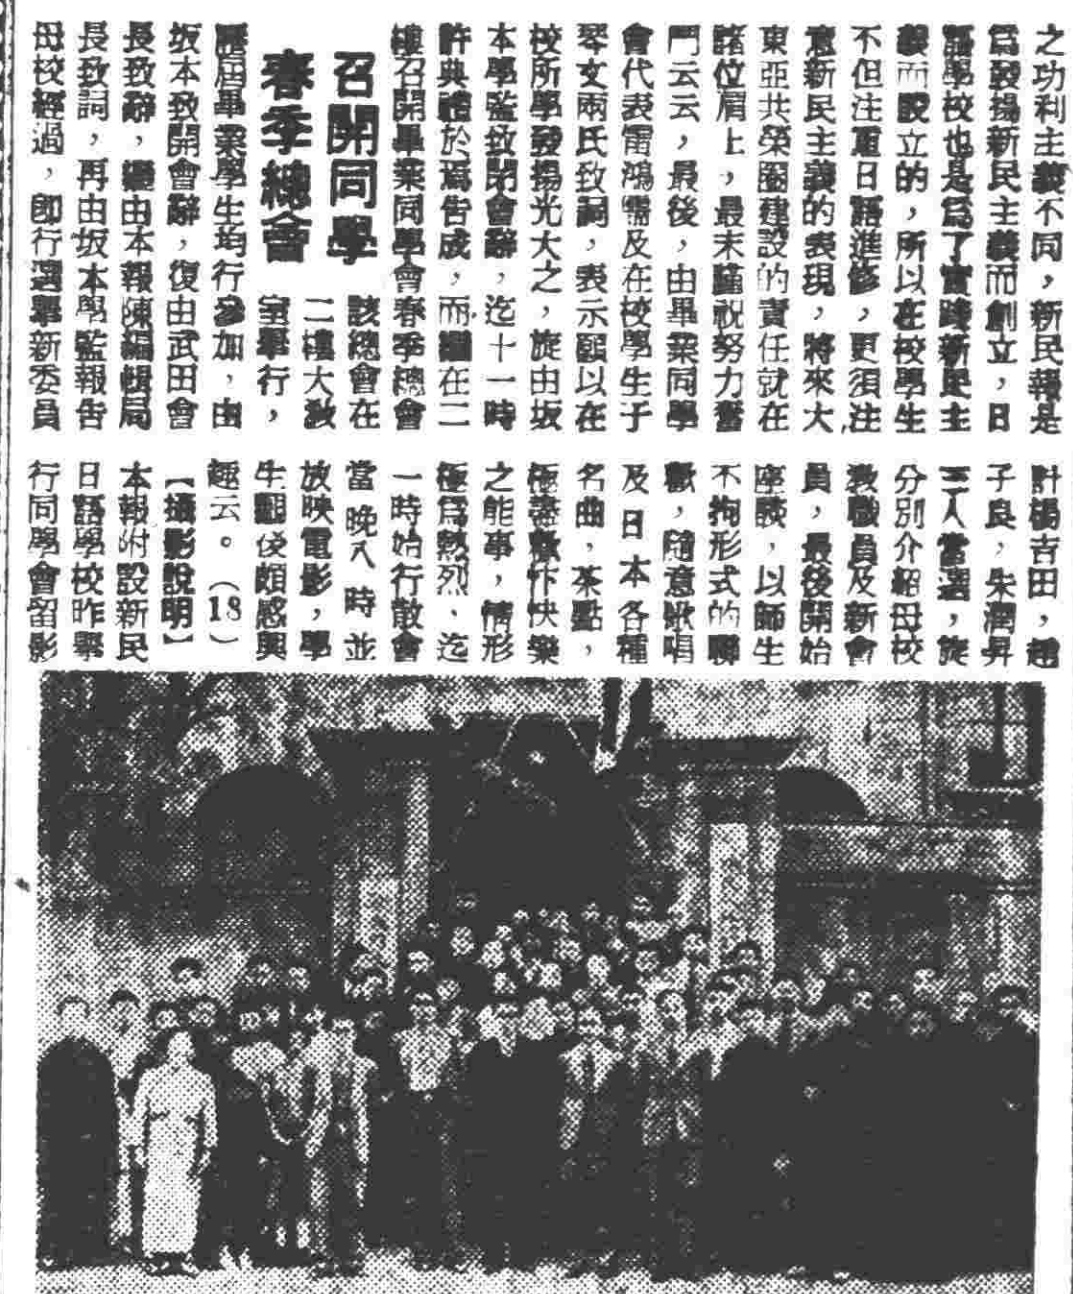 之功利主義不同，新民報是
爲發揚新民主義而創立，日
語學校也是爲了實踐新民主
義而設立的，所以在校學生
不但注重日語進修，更須注
意新民主義的表現，將來大
東亞共榮圈建設的責任就在
諸位肩上，最末謹祝努力奮
鬥云云，最後，由畢業同學
會代表雷鴻霈及在校學生于
琴文兩氏致詞，表示願以在
校所學發揚光大之，旋由坂
本學監致閉會辭，迄十一時
許典禮於焉告成，而繼在二
樓召開畢業同學會春季總會
召開同學
春季總會
該總會在
二樓大教
室舉行，
歷屆畢業學生均行參加，由
坂本致開會辭，復由武田會
長致辭，繼由本報陳編輯局
長致詞，再由坂本學監報告
母校經過，卽行選舉新委員
計楊吉田，趙
子良，朱潤昇
三人當選，旋
分別介紹母校
敎職員及新會
員，最後開始
座談，以師生
不拘形式的聯
歡，隨意歌唱
及日本各種
名曲，茶點，
極盡歡忭快樂
之能事，情形
極爲熱烈，迄
一時始行散會
當晚八時並
放映電影，學
生觀後頗感興
趣云。（13）
【攝影說明】
本報附設新民
日語學校昨舉
行同學會留影